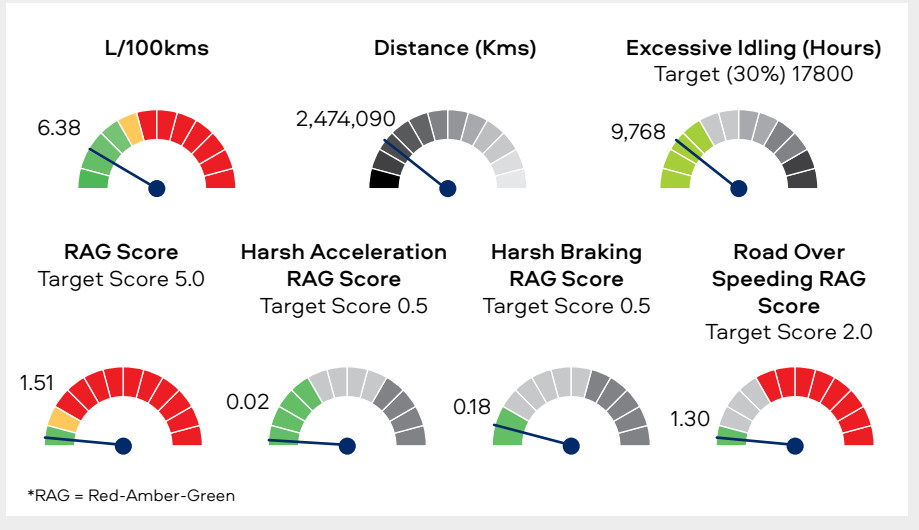 L/100kms
6.38
Distance (Kms)
2,474,090
Excessive Idling (Hours)
Target (30%) 17800
9,768
RAG Score
Target Score 5.0
1.51
Harsh Acceleration
RAG Score
Target Score 0.5
0.02
Harsh Braking
RAG Score
Target Score 0.5
0.18
Road Over
Speeding RAG
Score
Target Score 2.0
1.30
*RAG = Red-Amber-Green